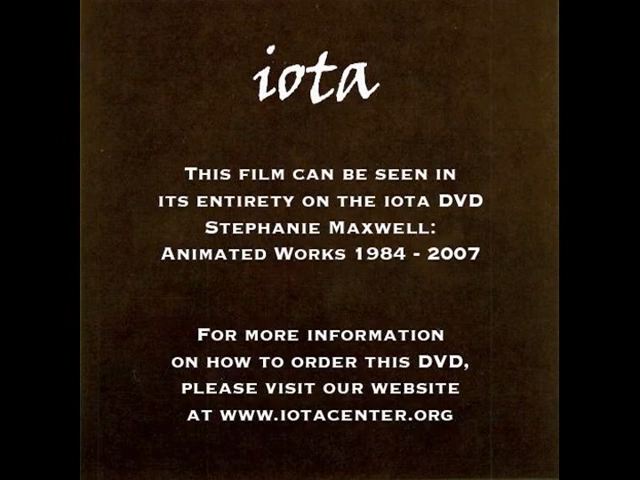 iota
This film can be seen in
its entirety on the iota DVD
Stephanie Maxwell:
Animated Works 1984 - 2007
For more information
on how to order this DVD,
please visit our website
at www.iotacenter.org